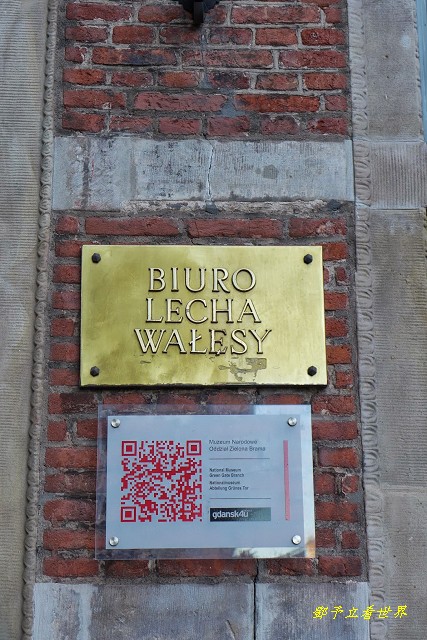 BIURO
LECHA
WAŁĘSY
Muzeum Narodowe
Oddział Zielona Brama
National Museum
Green Gate Branch
Nationalmuseum
Abteilung Grünes Tor
gdansk4u
鄭予立看世界